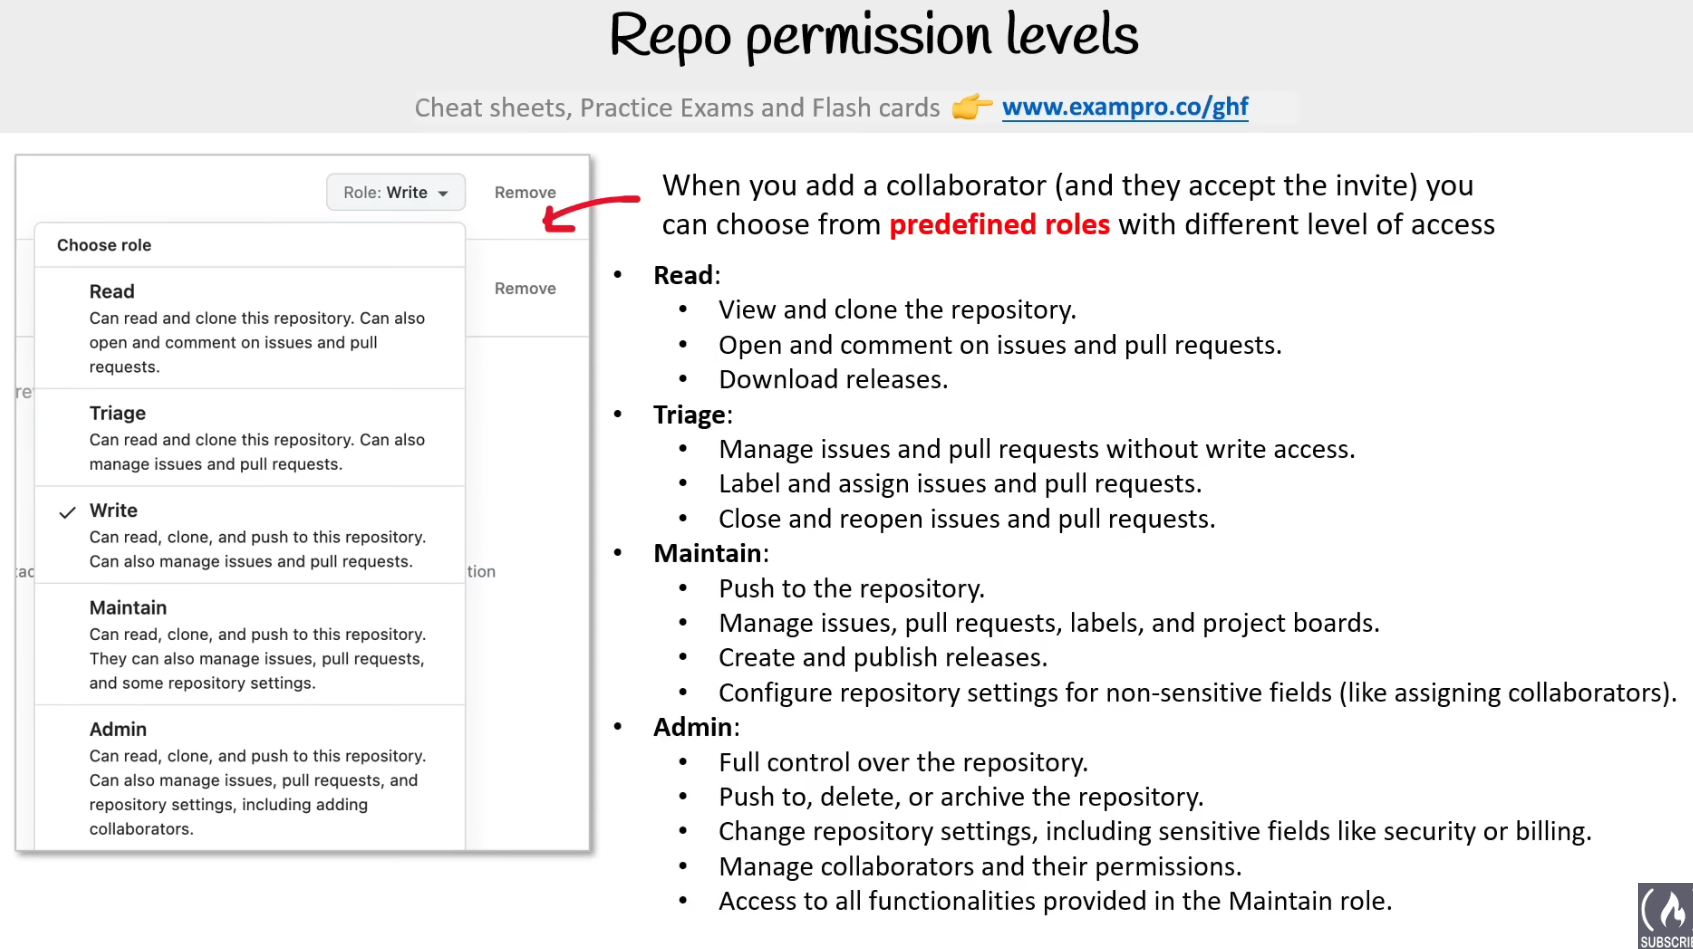 Repo permission levels
Cheat sheets, Practice Exams and Flash cards 👉 www.exampro.co/ghf
Role: Write
Remove
Choose role
Remove
Read
Can read and clone this repository. Can also
open and comment on issues and pull
requests.
Triage
Can read and clone this repository. Can also
manage issues and pull requests.
Write
Can read, clone, and push to this repository.
Can also manage issues and pull requests.
tion
Maintain
Can read, clone, and push to this repository.
They can also manage issues, pull requests,
and some repository settings.
Admin
Can read, clone, and push to this repository.
Can also manage issues, pull requests, and
repository settings, including adding
collaborators.
When you add a collaborator (and they accept the invite) you
can choose from predefined roles with different level of access
• Read:
• View and clone the repository.
• Open and comment on issues and pull requests.
• Download releases.
• Triage:
• Manage issues and pull requests without write access.
• Label and assign issues and pull requests.
• Close and reopen issues and pull requests.
• Maintain:
• Push to the repository.
• Manage issues, pull requests, labels, and project boards.
• Create and publish releases.
• Configure repository settings for non-sensitive fields (like assigning collaborators).
• Admin:
• Full control over the repository.
• Push to, delete, or archive the repository.
• Change repository settings, including sensitive fields like security or billing.
• Manage collaborators and their permissions.
• Access to all functionalities provided in the Maintain role.
SUBSCRI